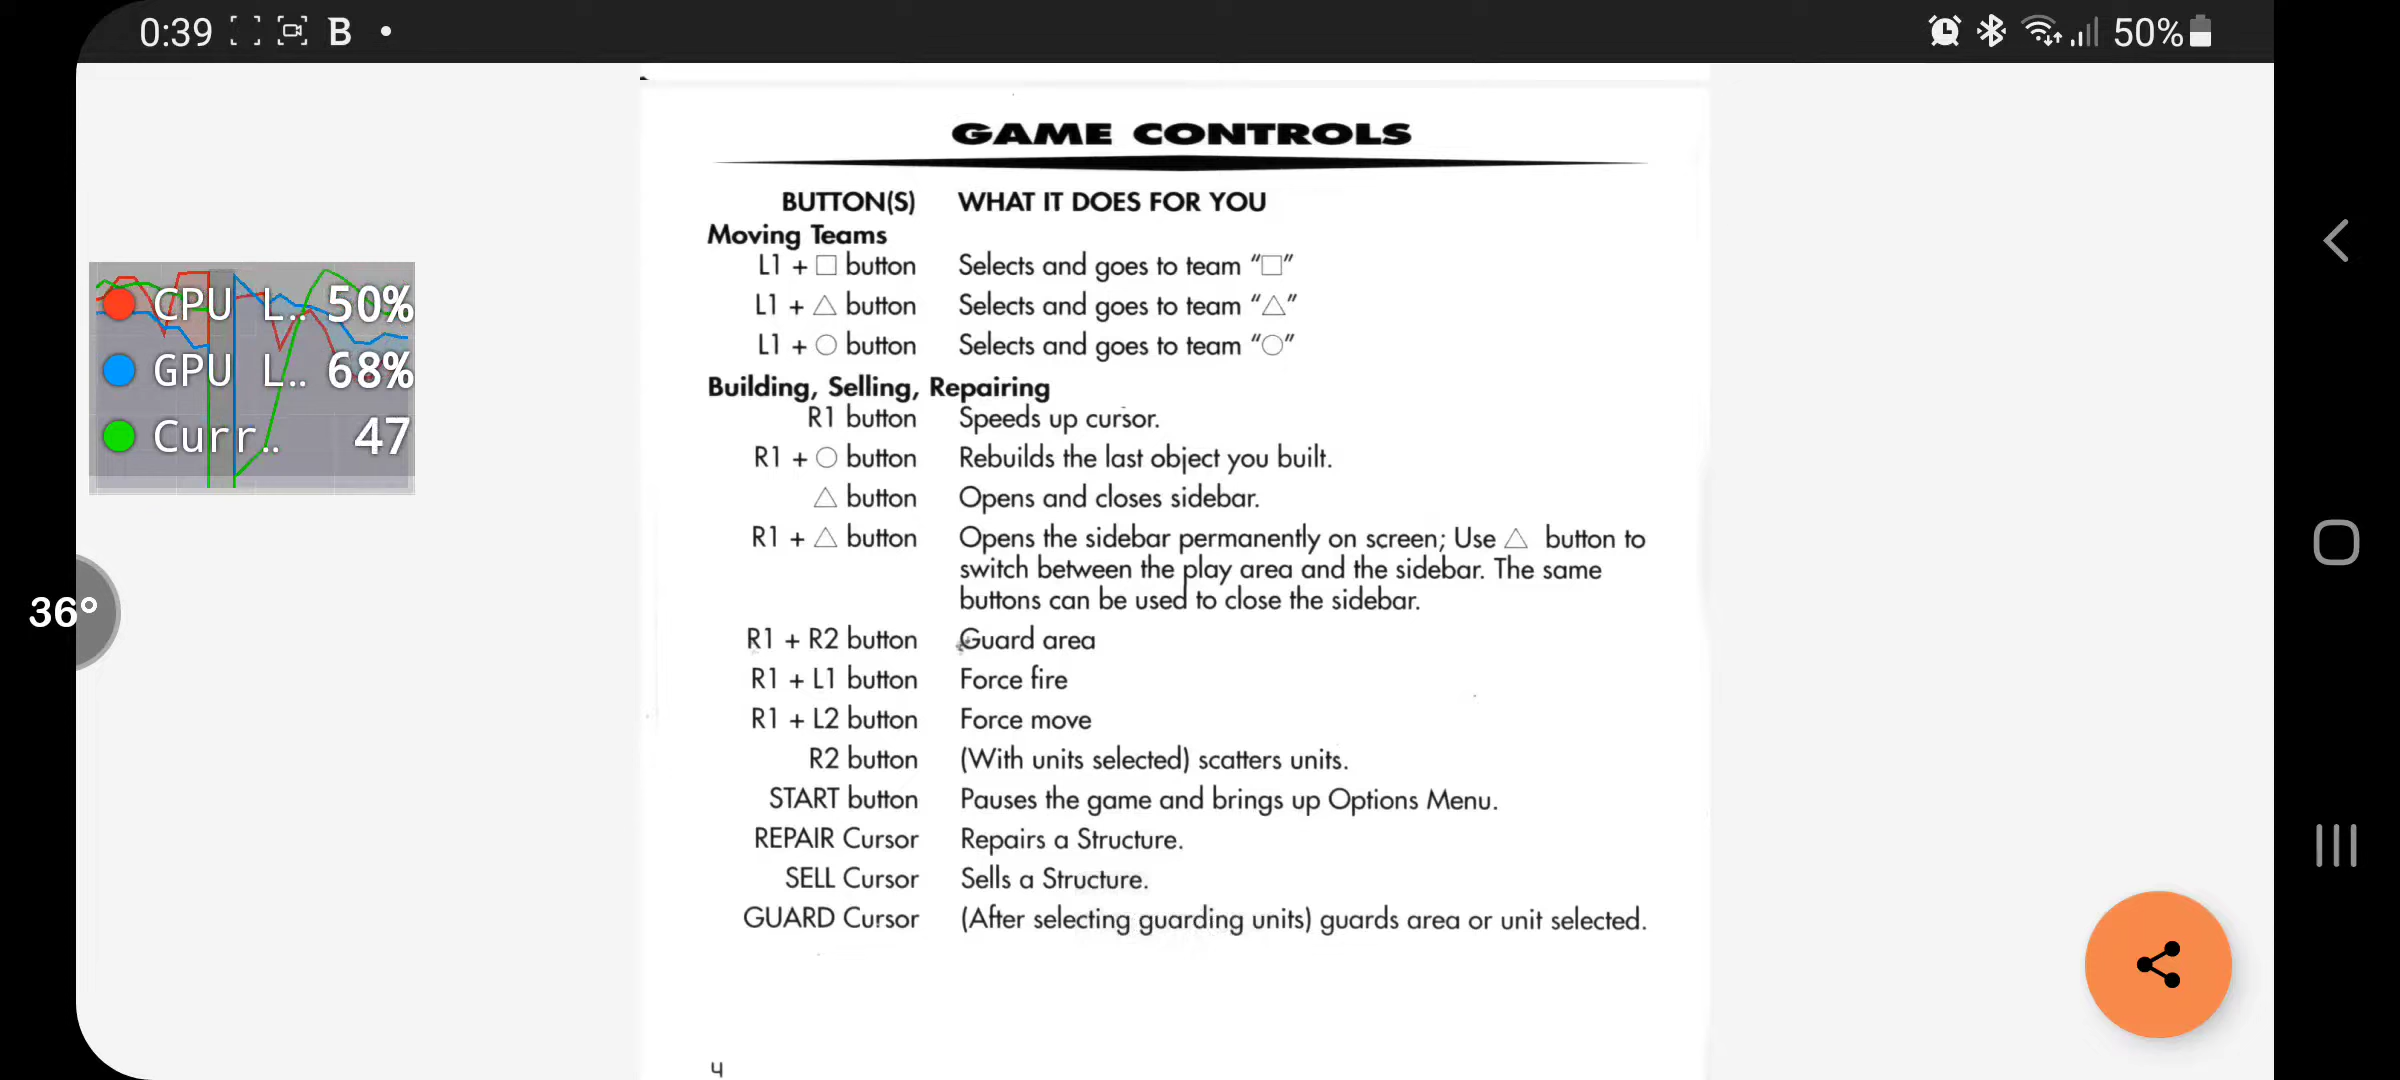 0:39 B • 50%
GAME CONTROLS
BUTTON(S) WHAT IT DOES FOR YOU
Moving Teams
L1 + □ button Selects and goes to team “□”
L1 + △ button Selects and goes to team “△”
L1 + ○ button Selects and goes to team “○”
Building, Selling, Repairing
R1 button Speeds up cursor.
R1 + ○ button Rebuilds the last object you built.
△ button Opens and closes sidebar.
R1 + △ button Opens the sidebar permanently on screen; Use △ button to
switch between the play area and the sidebar. The same
buttons can be used to close the sidebar.
R1 + R2 button Guard area
R1 + L1 button Force fire
R1 + L2 button Force move
R2 button (With units selected) scatters units.
START button Pauses the game and brings up Options Menu.
REPAIR Cursor Repairs a Structure.
SELL Cursor Sells a Structure.
GUARD Cursor (After selecting guarding units) guards area or unit selected.
4
CPU L.. 50%
GPU L.. 68%
Curr.. 47
36°